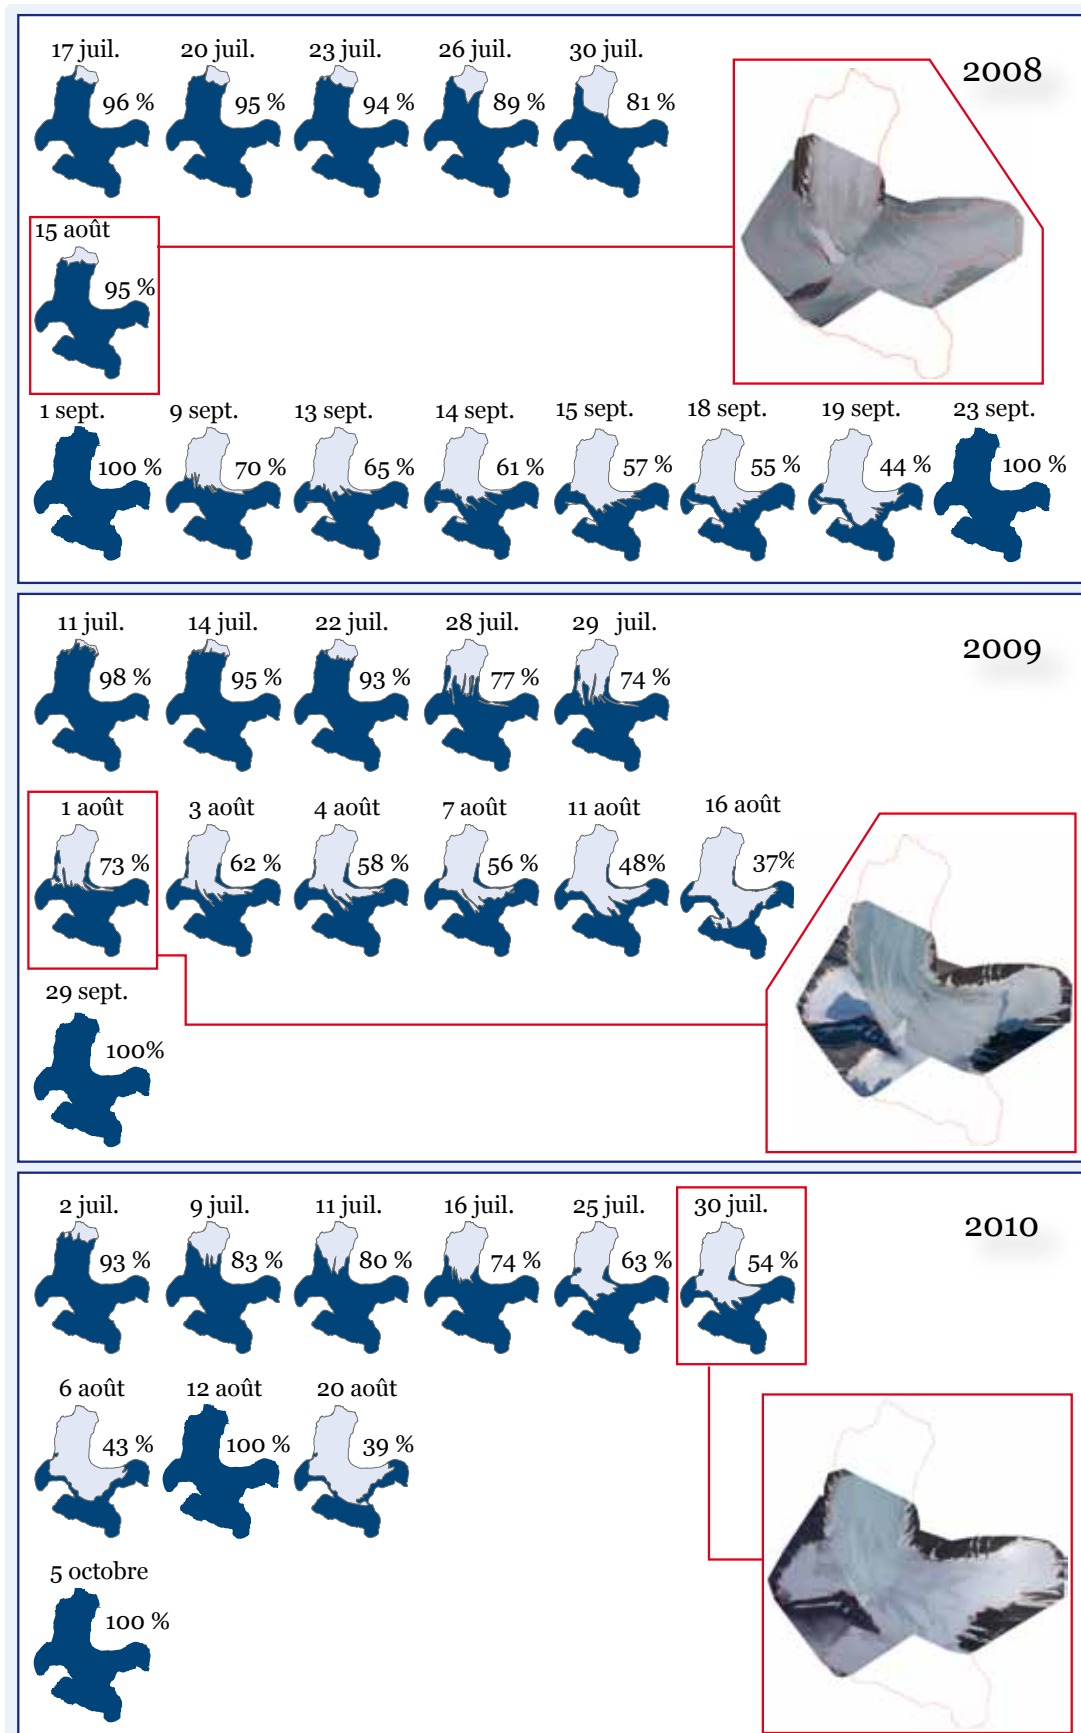 2008
17 juil. 20 juil. 23 juil. 26 juil. 30 juil.
96 % 95 % 94 % 89 % 81 %
15 août
95 %
1 sept. 9 sept. 13 sept. 14 sept. 15 sept. 18 sept. 19 sept. 23 sept.
100 % 70 % 65 % 61 % 57 % 55 % 44 % 100 %
2009
11 juil. 14 juil. 22 juil. 28 juil. 29 juil.
98 % 95 % 93 % 77 % 74 %
1 août 3 août 4 août 7 août 11 août 16 août
73 % 62 % 58 % 56 % 48% 37%
29 sept.
100%
2010
2 juil. 9 juil. 11 juil. 16 juil. 25 juil. 30 juil.
93 % 83 % 80 % 74 % 63 % 54 %
6 août 12 août 20 août
43 % 100 % 39 %
5 octobre
100 %